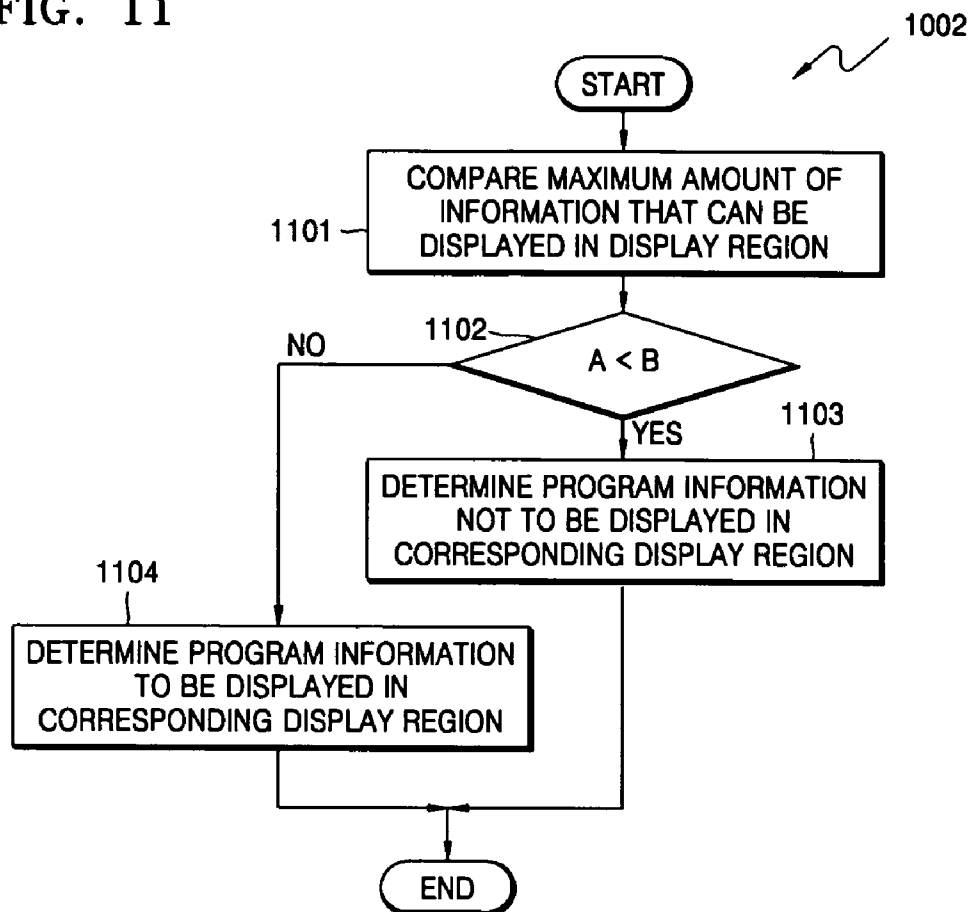 FIG. 11
1002
START
COMPARE MAXIMUM AMOUNT OF
INFORMATION THAT CAN BE
DISPLAYED IN DISPLAY REGION
1101
1102
A < B
NO
YES
1103
DETERMINE PROGRAM INFORMATION
NOT TO BE DISPLAYED IN
CORRESPONDING DISPLAY REGION
1104
DETERMINE PROGRAM INFORMATION
TO BE DISPLAYED IN
CORRESPONDING DISPLAY REGION
END